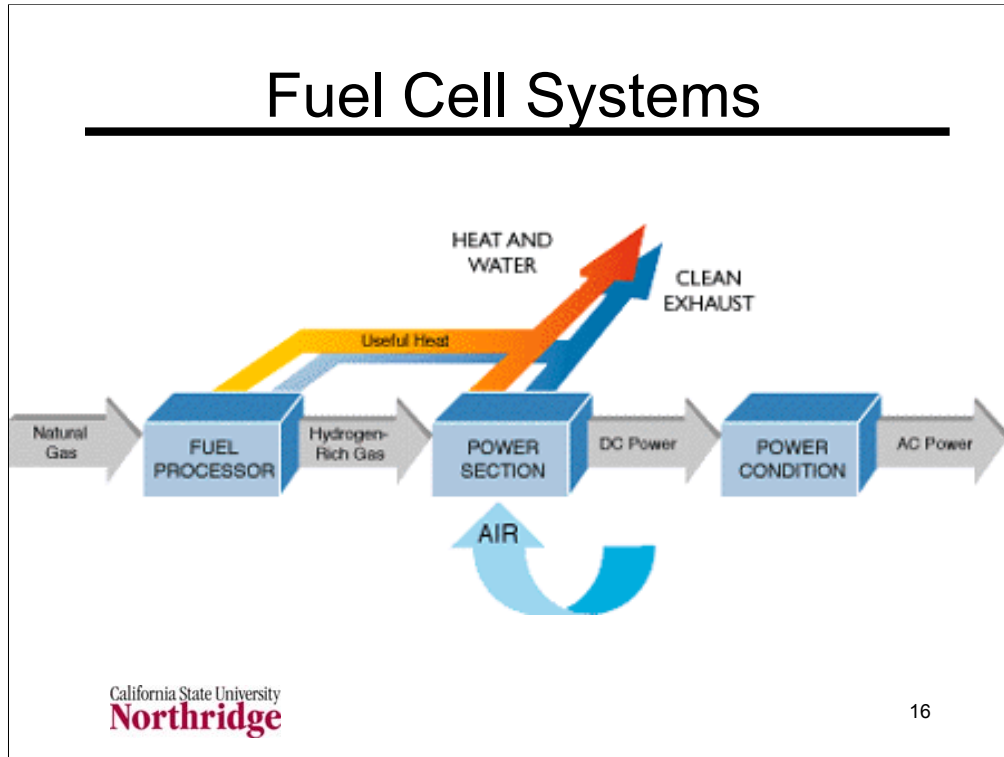 Fuel Cell Systems
HEAT AND
WATER
CLEAN
EXHAUST
Useful Heat
Natural
Gas
FUEL
PROCESSOR
Hydrogen-
Rich Gas
POWER
SECTION
DC Power
POWER
CONDITION
AC Power
AIR
California State University
Northridge
16